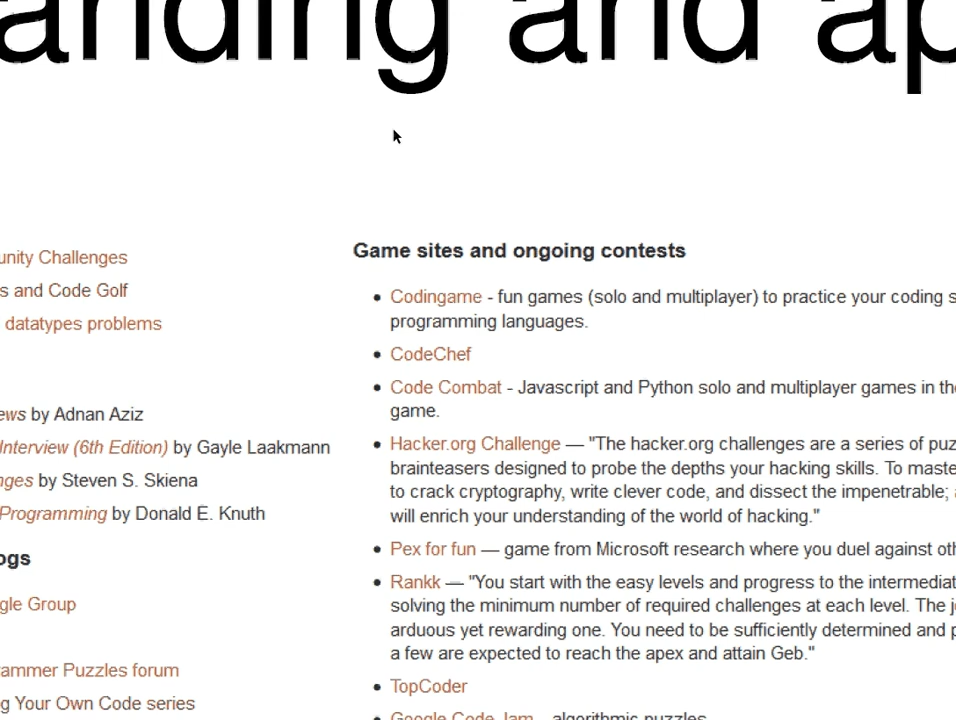 anding and ap
unity Challenges
s and Code Golf
datatypes problems
ews by Adnan Aziz
Interview (6th Edition) by Gayle Laakmann
nges by Steven S. Skiena
Programming by Donald E. Knuth
ogs
gle Group
rammer Puzzles forum
g Your Own Code series
Game sites and ongoing contests
Codingame - fun games (solo and multiplayer) to practice your coding s
programming languages.
CodeChef
Code Combat - Javascript and Python solo and multiplayer games in the
game.
Hacker.org Challenge — "The hacker.org challenges are a series of puz
brainteasers designed to probe the depths your hacking skills. To maste
to crack cryptography, write clever code, and dissect the impenetrable; a
will enrich your understanding of the world of hacking."
Pex for fun — game from Microsoft research where you duel against oth
Rankk — "You start with the easy levels and progress to the intermediat
solving the minimum number of required challenges at each level. The j
arduous yet rewarding one. You need to be sufficiently determined and p
a few are expected to reach the apex and attain Geb."
TopCoder
Google Code Jam – algorithmic puzzles